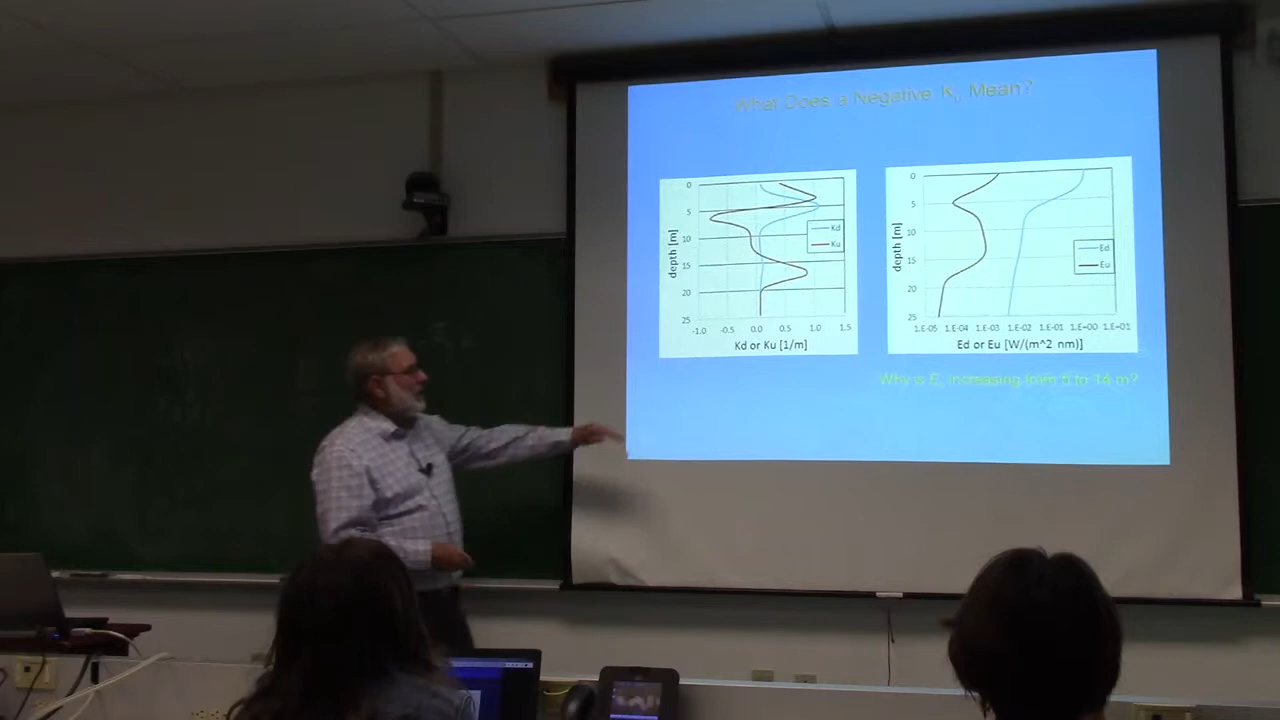 What Does a Negative Ku Mean?
0
5
10
15
20
25
depth [m]
Kd
Ku
-1.0 -0.5 0.0 0.5 1.0 1.5
Kd or Ku [1/m]
0
5
10
15
20
25
depth [m]
Ed
Eu
1.E-05 1.E-04 1.E-03 1.E-02 1.E-01 1.E+00 1.E+01
Ed or Eu [W/(m^2 nm)]
Why is Eu increasing from 5 to 14 m?